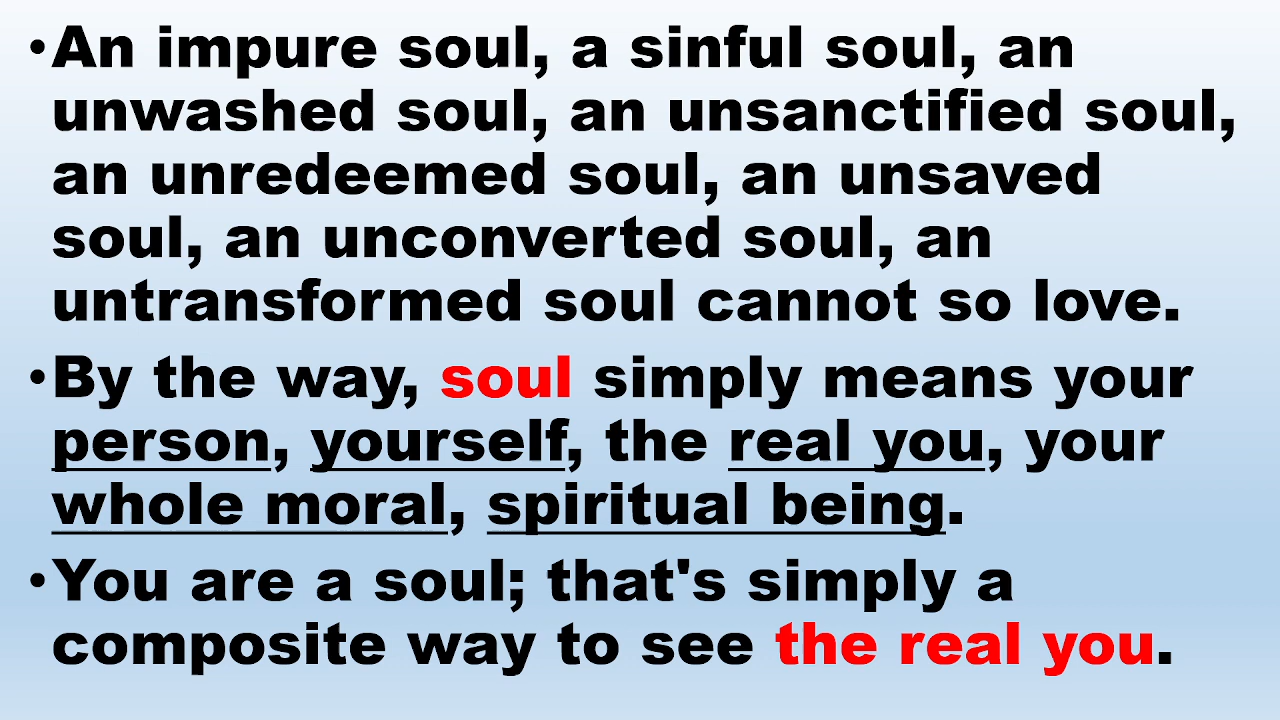 •An impure soul, a sinful soul, an
unwashed soul, an unsanctified soul,
an unredeemed soul, an unsaved
soul, an unconverted soul, an
untransformed soul cannot so love.
•By the way, soul simply means your
person, yourself, the real you, your
whole moral, spiritual being.
•You are a soul; that's simply a
composite way to see the real you.